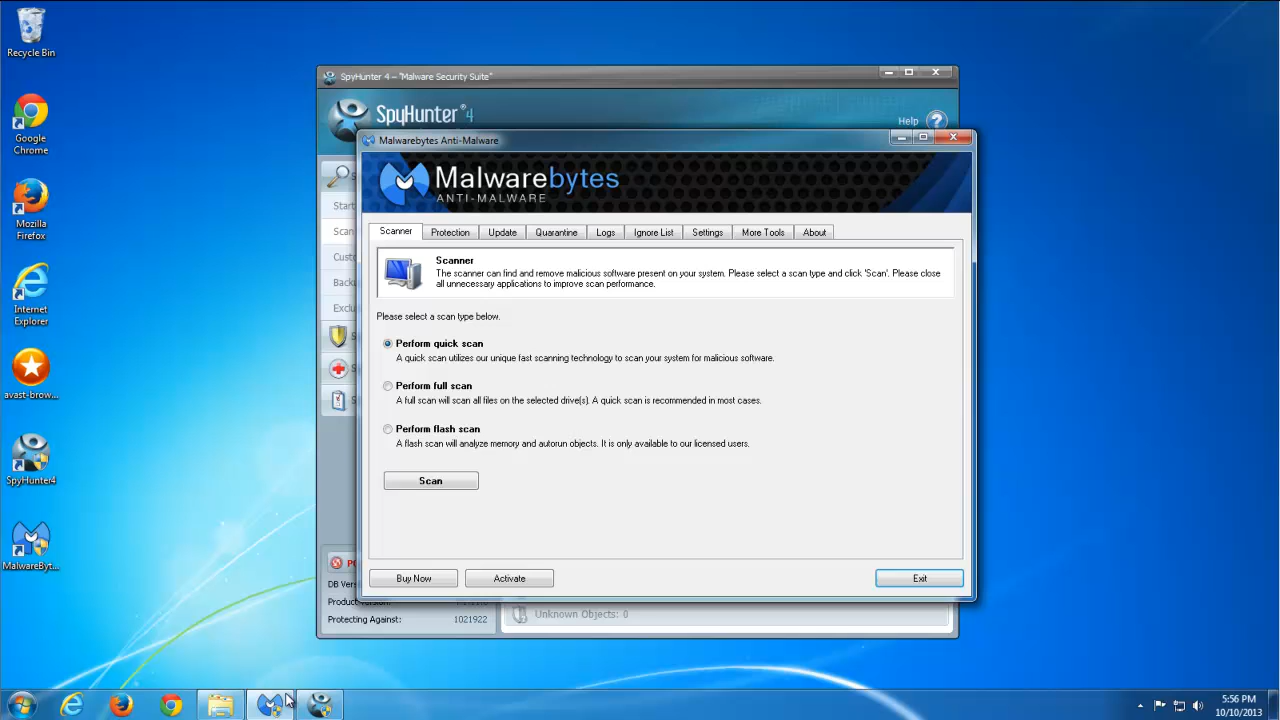 Recycle Bin
Google
Chrome
Mozilla
Firefox
Internet
Explorer
avast-brow...
SpyHunter4
MalwareByt...
SpyHunter 4 – "Malware Security Suite"
SpyHunter®4
Help ?
Start
Scan
Custo
Back
Exclu
DB Vers
Product Version:
Protecting Against: 1021922
Unknown Objects: 0
Malwarebytes Anti-Malware
Malwarebytes
ANTI-MALWARE
Scanner Protection Update Quarantine Logs Ignore List Settings More Tools About
Scanner
The scanner can find and remove malicious software present on your system. Please select a scan type and click 'Scan'. Please close
all unnecessary applications to improve scan performance.
Please select a scan type below.
Perform quick scan
A quick scan utilizes our unique fast scanning technology to scan your system for malicious software.
Perform full scan
A full scan will scan all files on the selected drive(s). A quick scan is recommended in most cases.
Perform flash scan
A flash scan will analyze memory and autorun objects. It is only available to our licensed users.
Scan
Buy Now Activate Exit
5:56 PM
10/10/2013